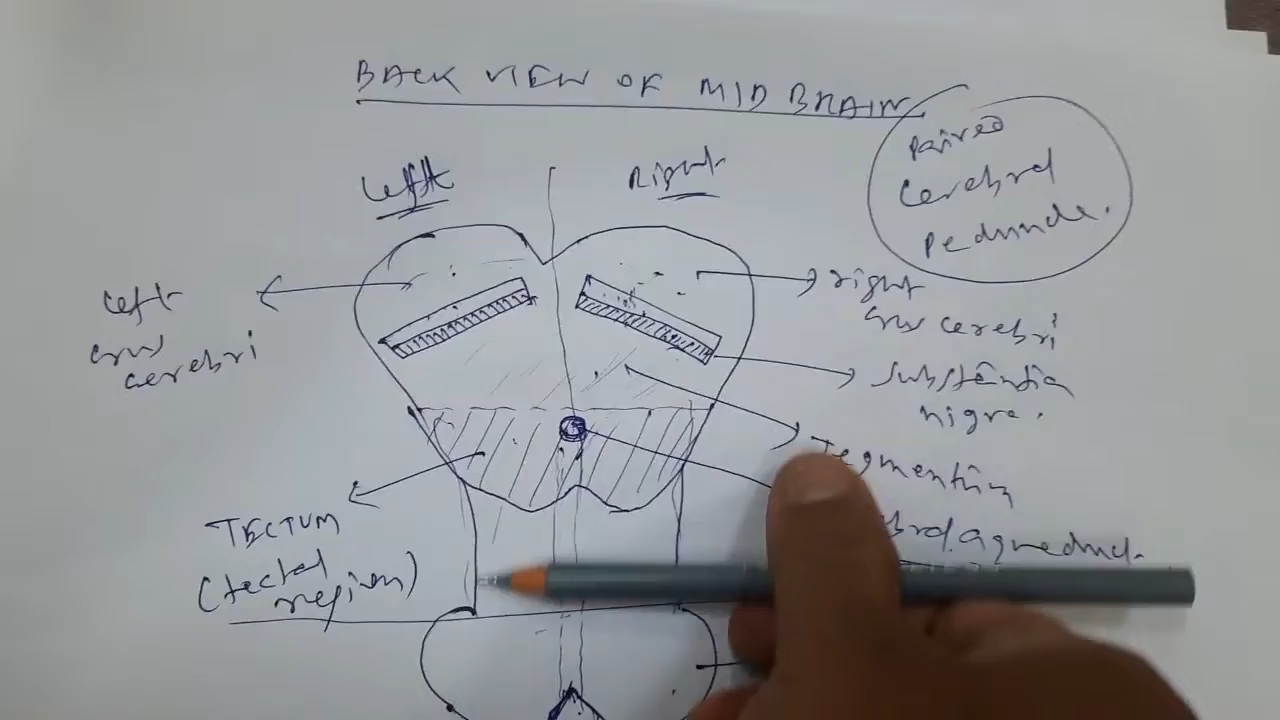 BACK VIEW OF MID BRAIN
Paired
Cerebral
Peduncle.
Left
Right
left
crus
cerebri
right
crus cerebri
Substantia
nigra.
Tegmentum
aqueduct.
TECTUM
(tectal
region)